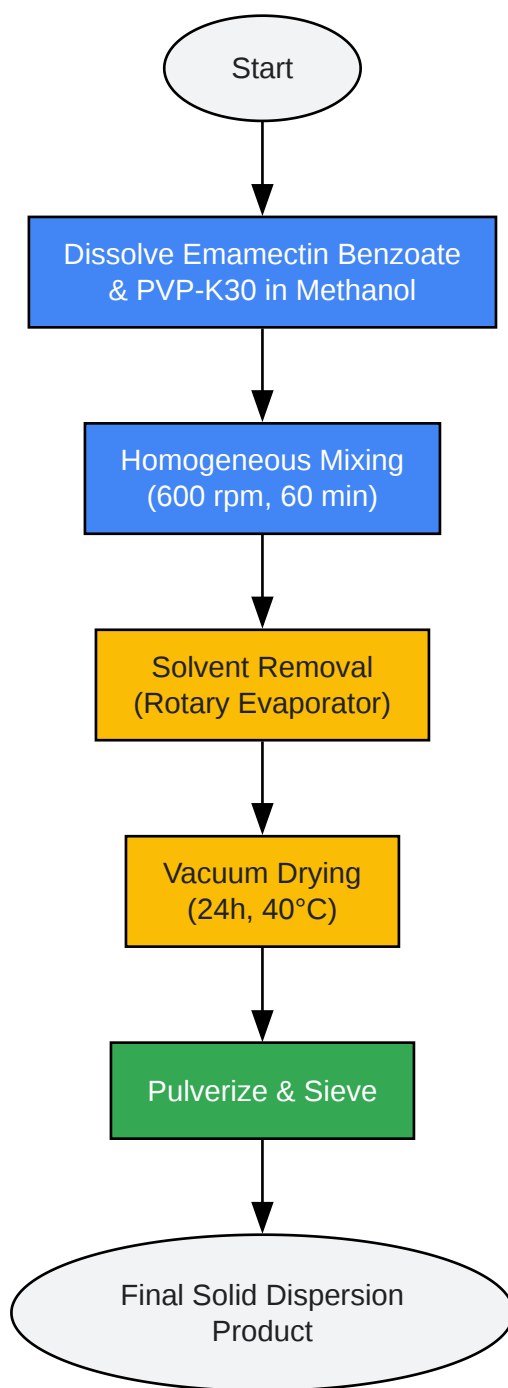 Start
Dissolve Emamectin Benzoate
& PVP-K30 in Methanol
Homogeneous Mixing
(600 rpm, 60 min)
Solvent Removal
(Rotary Evaporator)
Vacuum Drying
(24h, 40°C)
Pulverize & Sieve
Final Solid Dispersion
Product